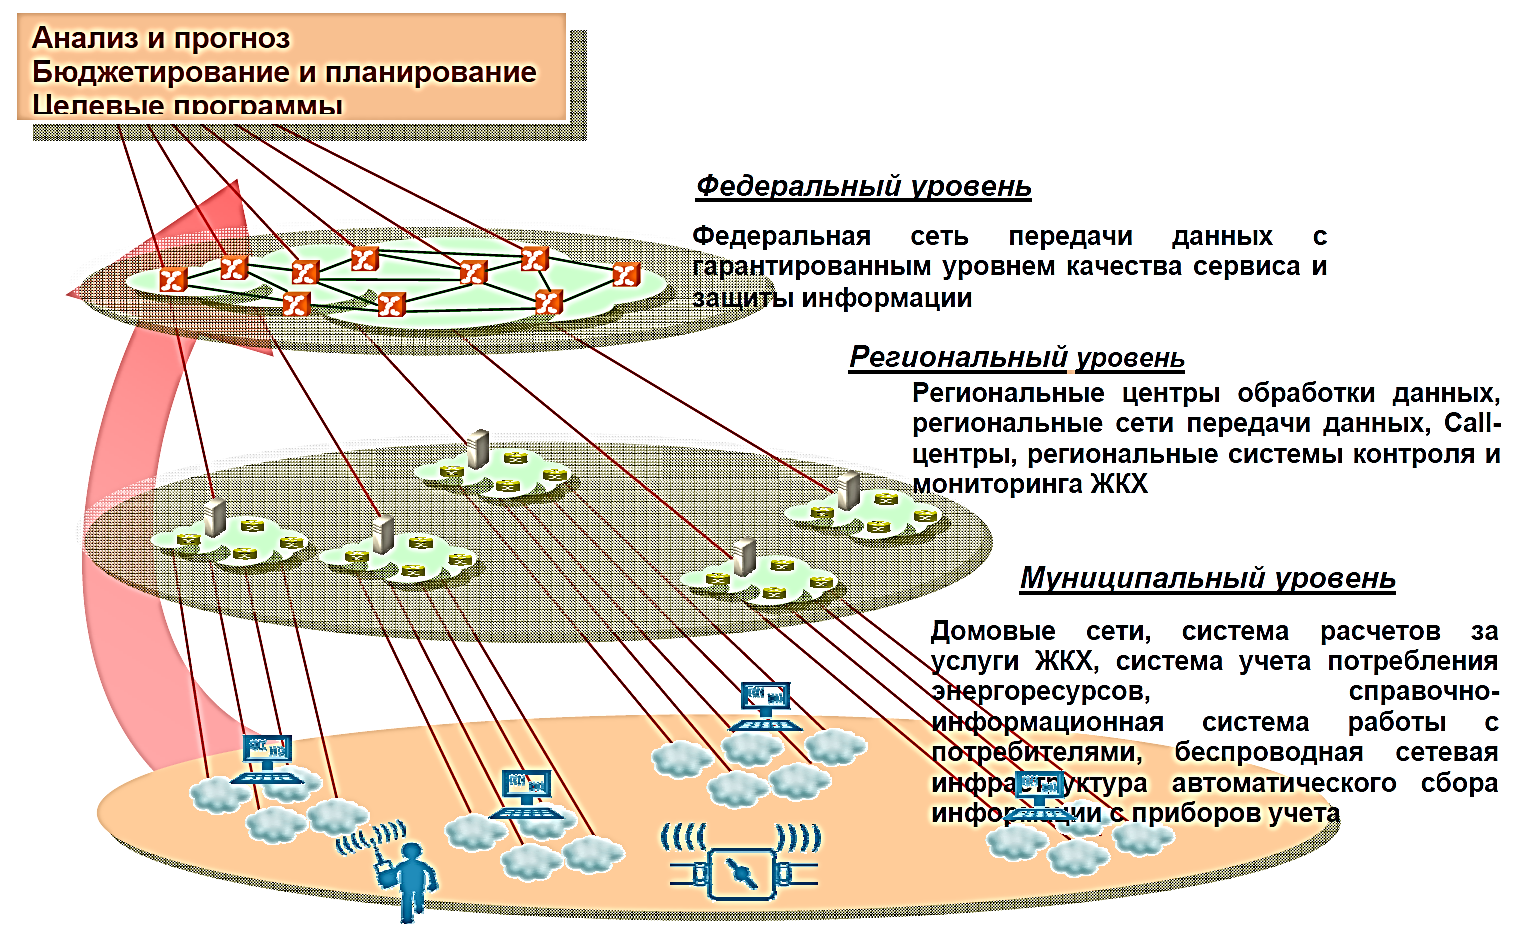 Анализ и прогноз
Бюджетирование и планирование
Целевые программы
Федеральный уровень
Федеральная сеть передачи данных с
гарантированным уровнем качества сервиса и
защиты информации
Региональный уровень
Региональные центры обработки данных,
региональные сети передачи данных, Call-
центры, региональные системы контроля и
мониторинга ЖКХ
Муниципальный уровень
Домовые сети, система расчетов за
услуги ЖКХ, система учета потребления
энергоресурсов, справочно-
информационная система работы с
потребителями, беспроводная сетевая
инфраструктура автоматического сбора
информации с приборов учета